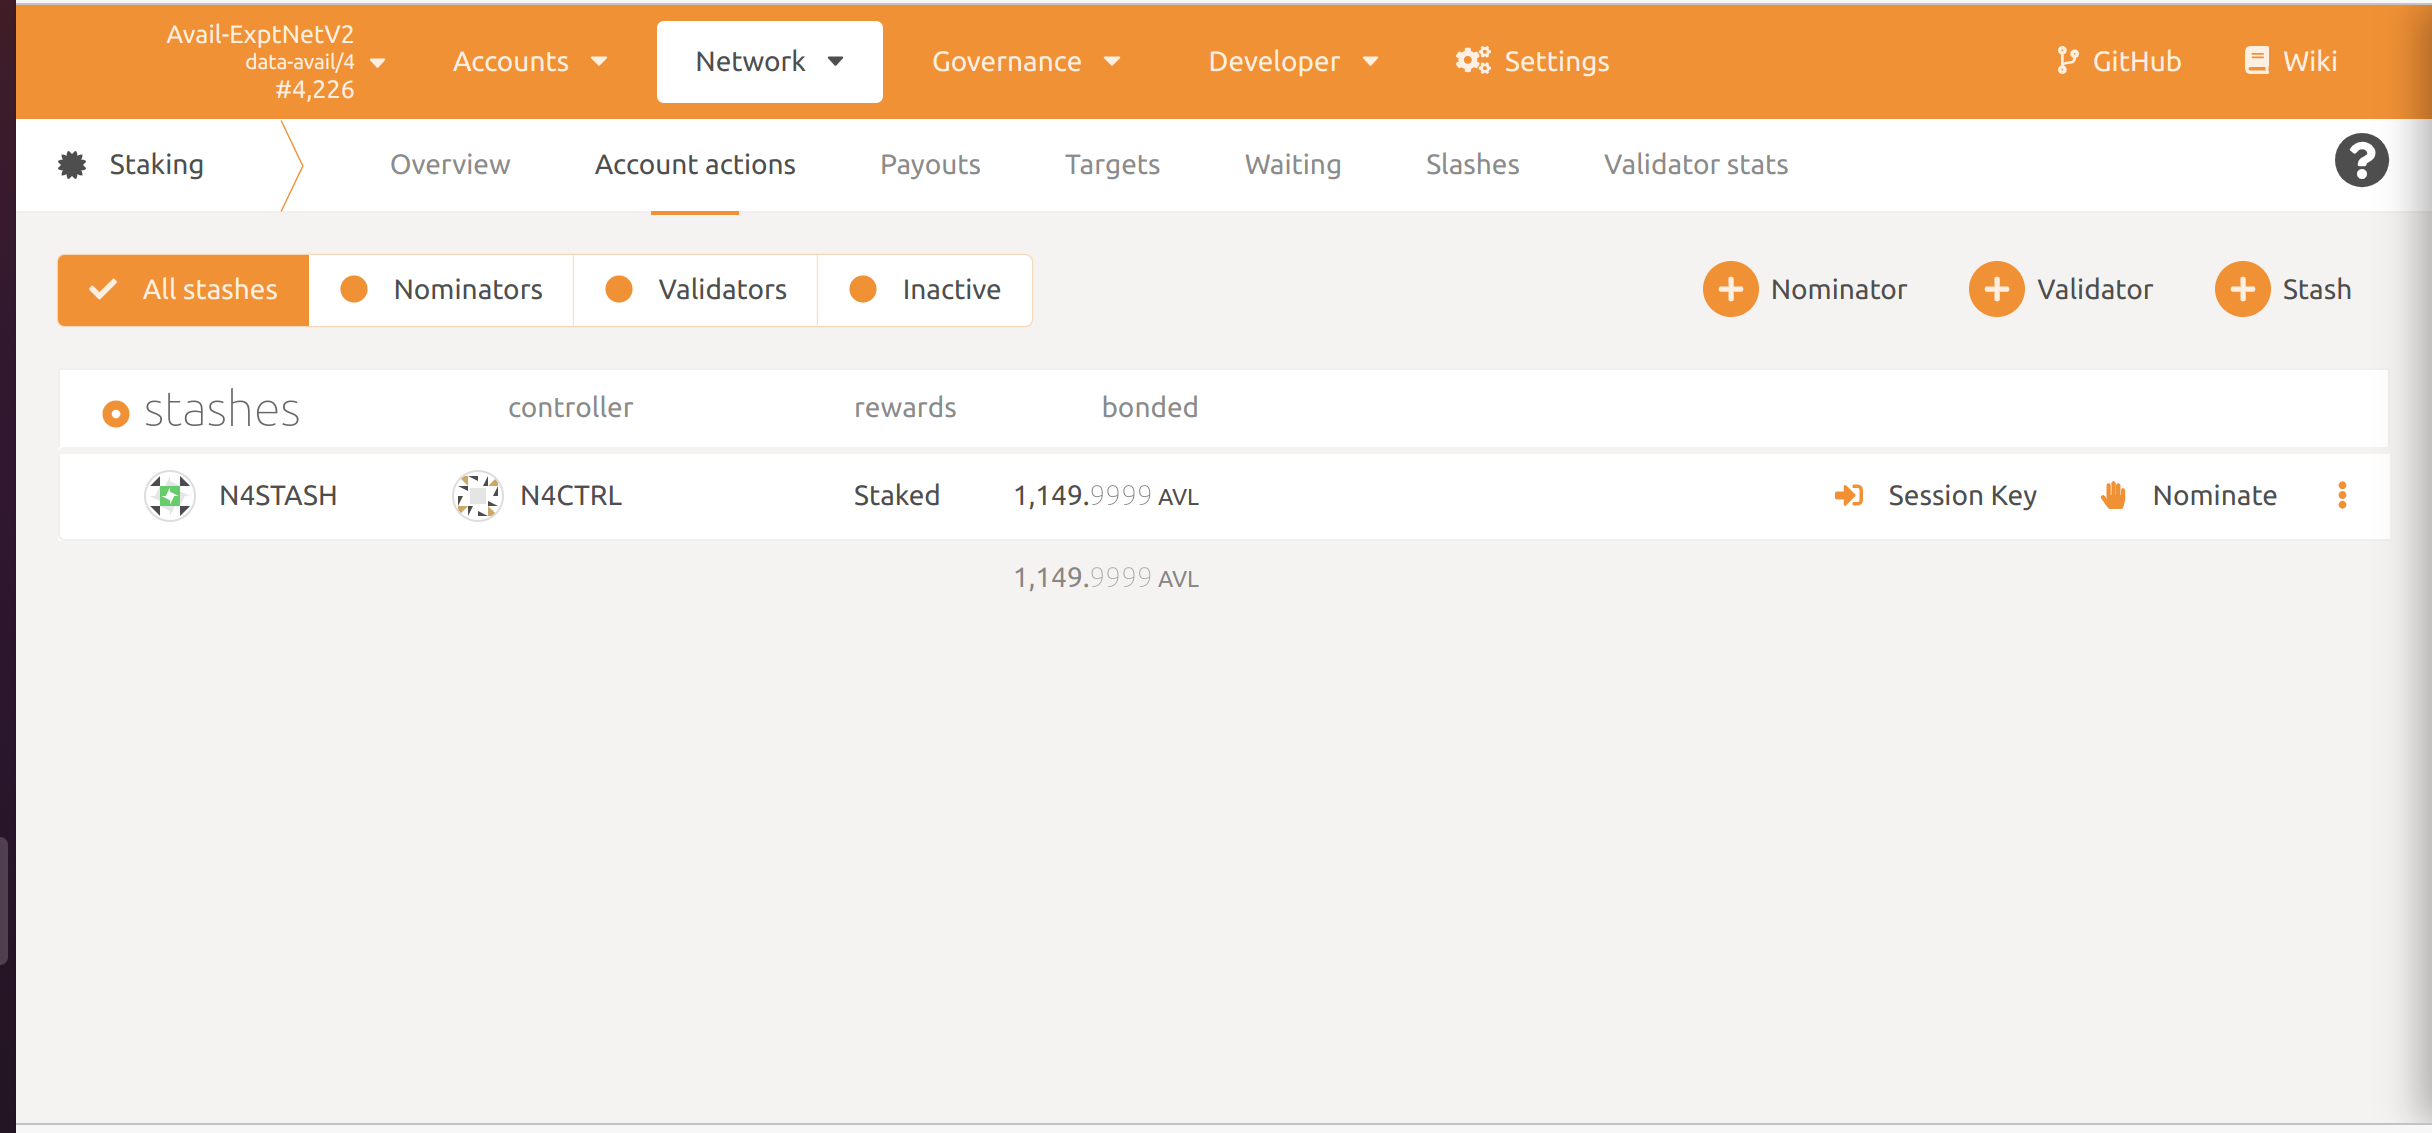 Avail-ExptNetV2
data-avail/4
#4,226
Accounts
Network
Governance
Developer
Settings
GitHub
Wiki
Staking
Overview
Account actions
Payouts
Targets
Waiting
Slashes
Validator stats
All stashes
Nominators
Validators
Inactive
Nominator
Validator
Stash
stashes controller rewards bonded
N4STASH N4CTRL Staked 1,149.9999 AVL Session Key Nominate
1,149.9999 AVL